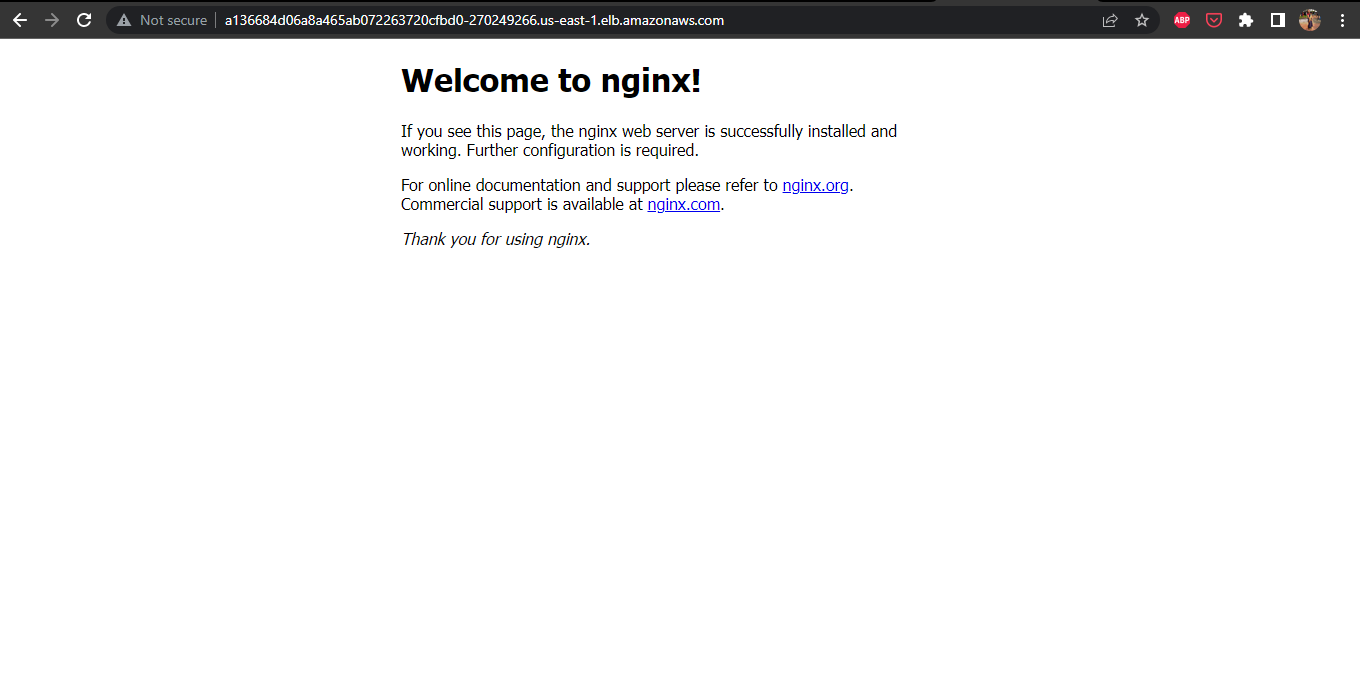 Not secure | a136684d06a8a465ab072263720cfbd0-270249266.us-east-1.elb.amazonaws.com
ABP
Welcome to nginx!
If you see this page, the nginx web server is successfully installed and
working. Further configuration is required.
For online documentation and support please refer to nginx.org.
Commercial support is available at nginx.com.
Thank you for using nginx.